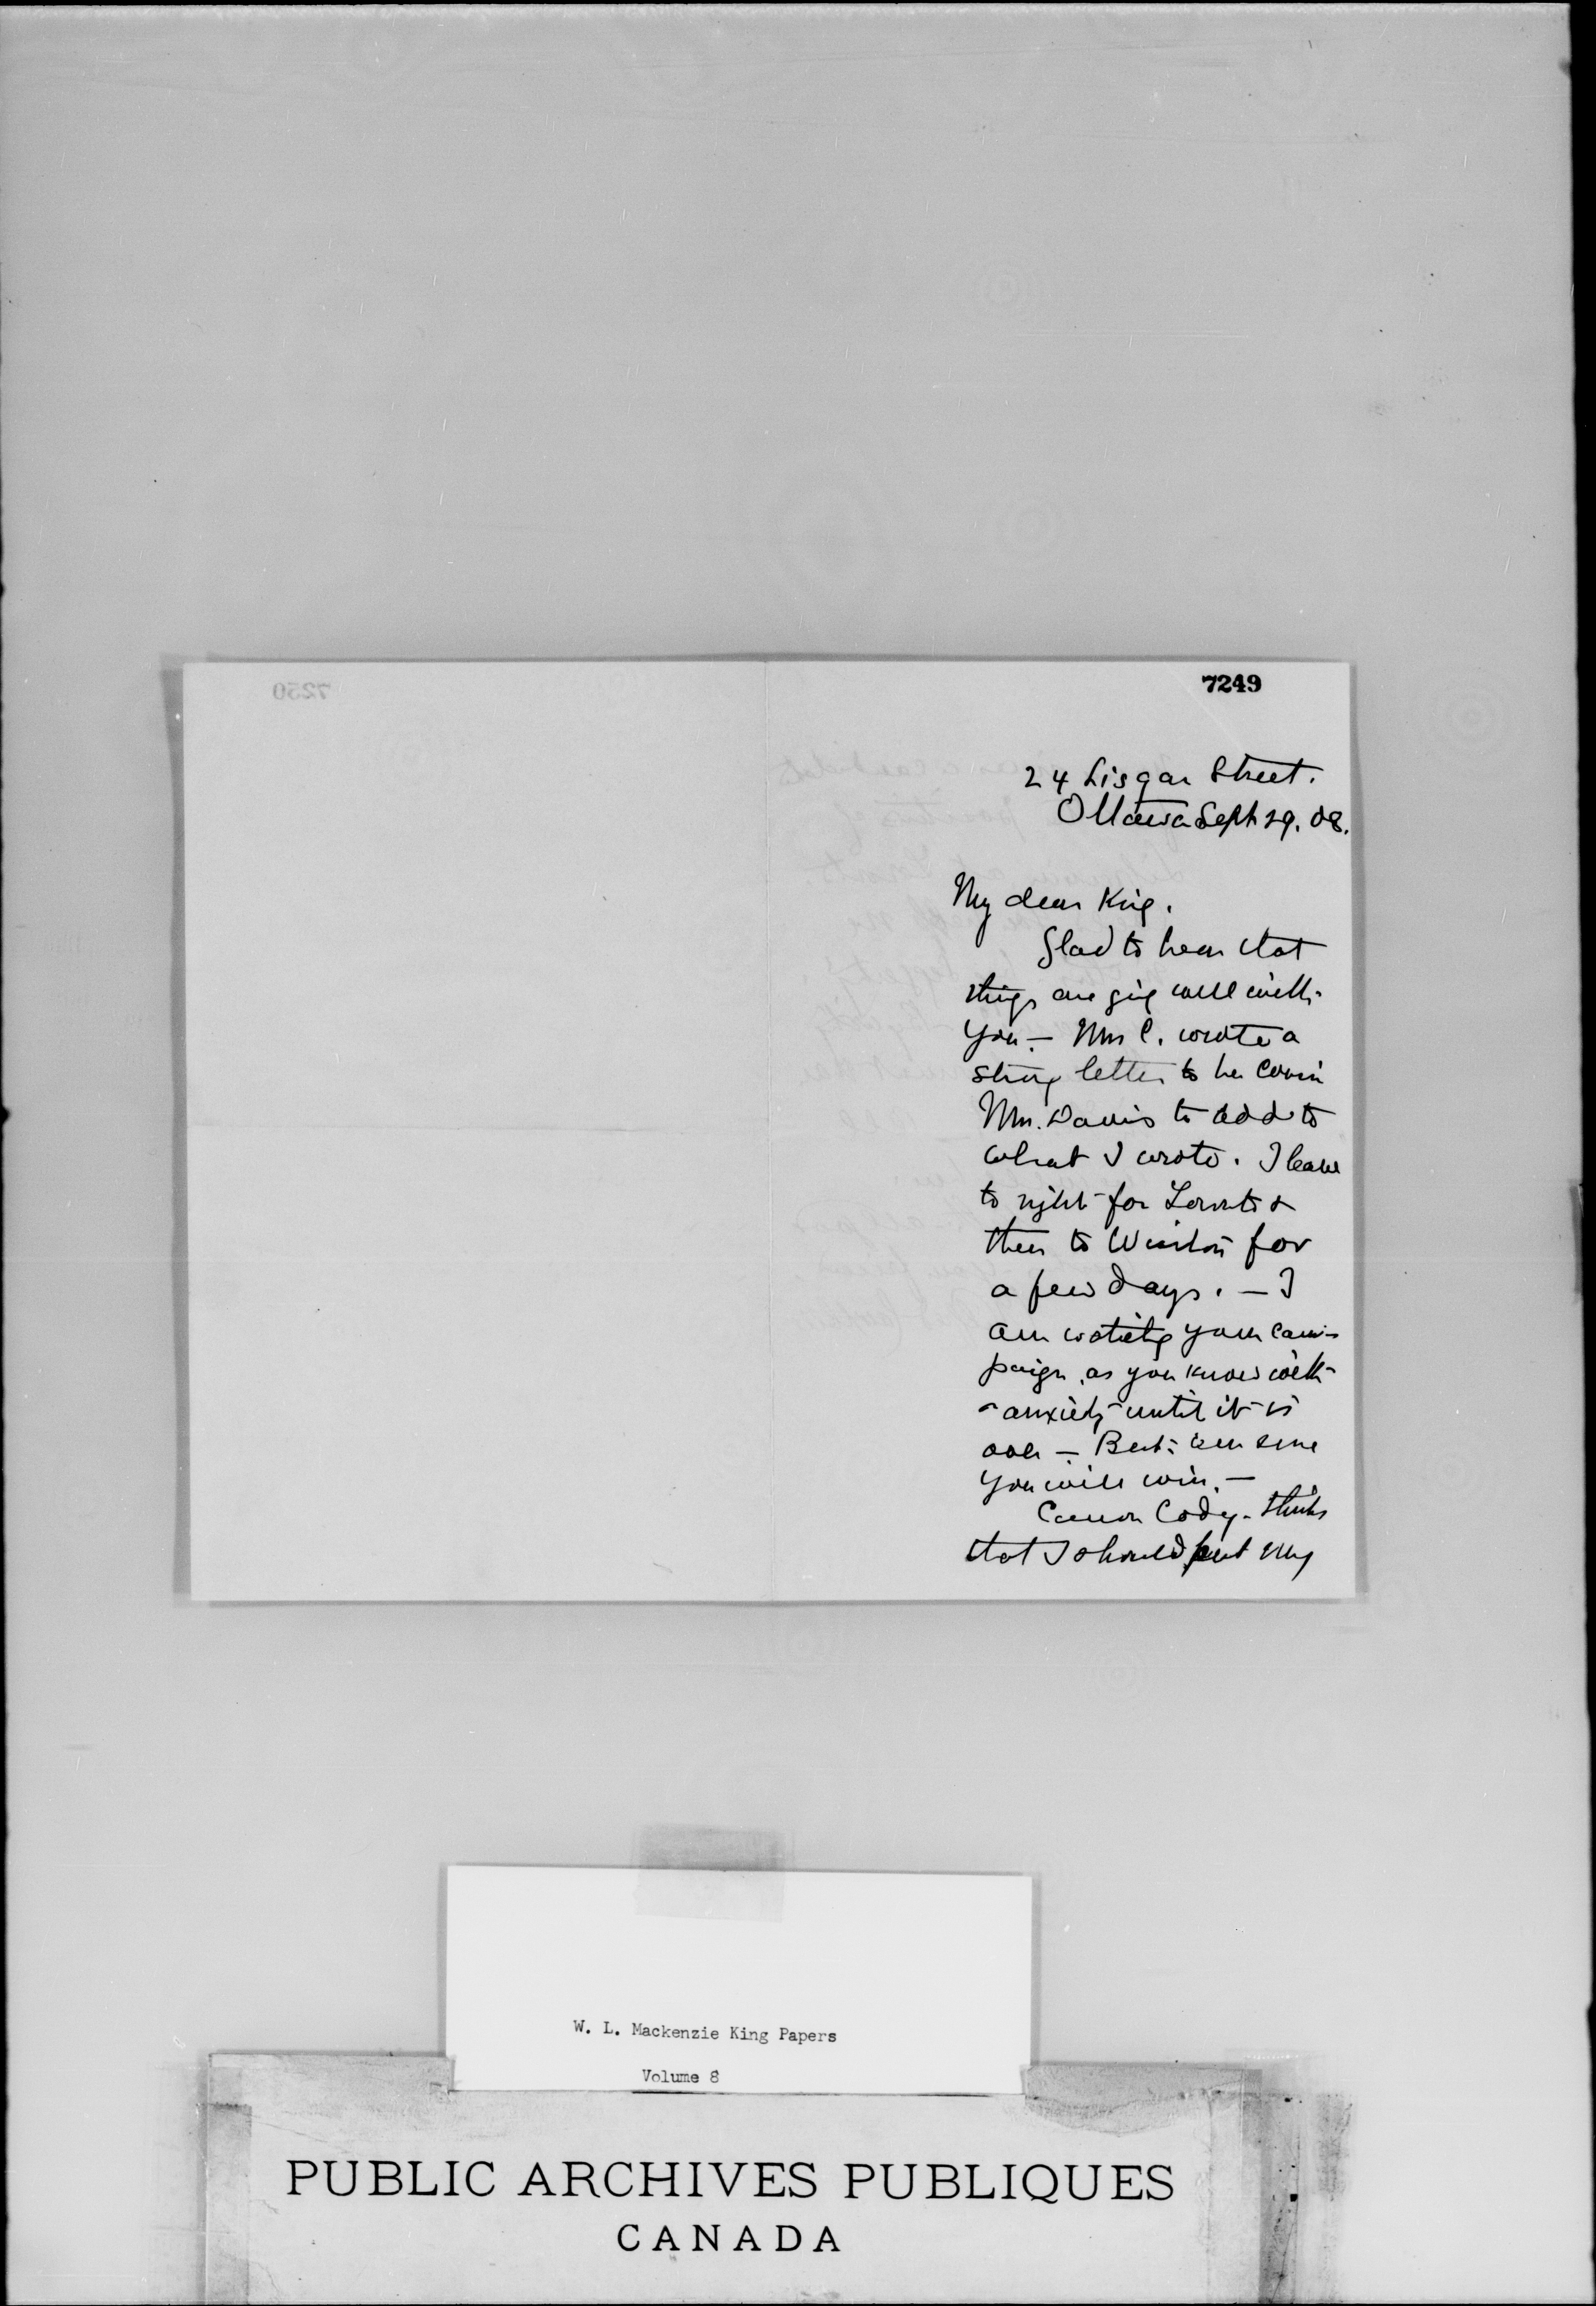 7249
24 Lisgar Street.
Ottawa Sept 29. 08.
My dear King.
Glad to hear that
things are going well with
you — Mrs C. wrote a
strong letter to her cousin
Mrs. Davis to add to
what I wrote. I leave
to night for Toronto &
then to for
a few days. — I
am watching your cam-
paign, as you know with
anxiety until it is
over — But am sure
you will win. —
Canon Cody thinks
that I should put my
7250
W. L. Mackenzie King Papers
Volume 8
PUBLIC ARCHIVES PUBLIQUES
CANADA